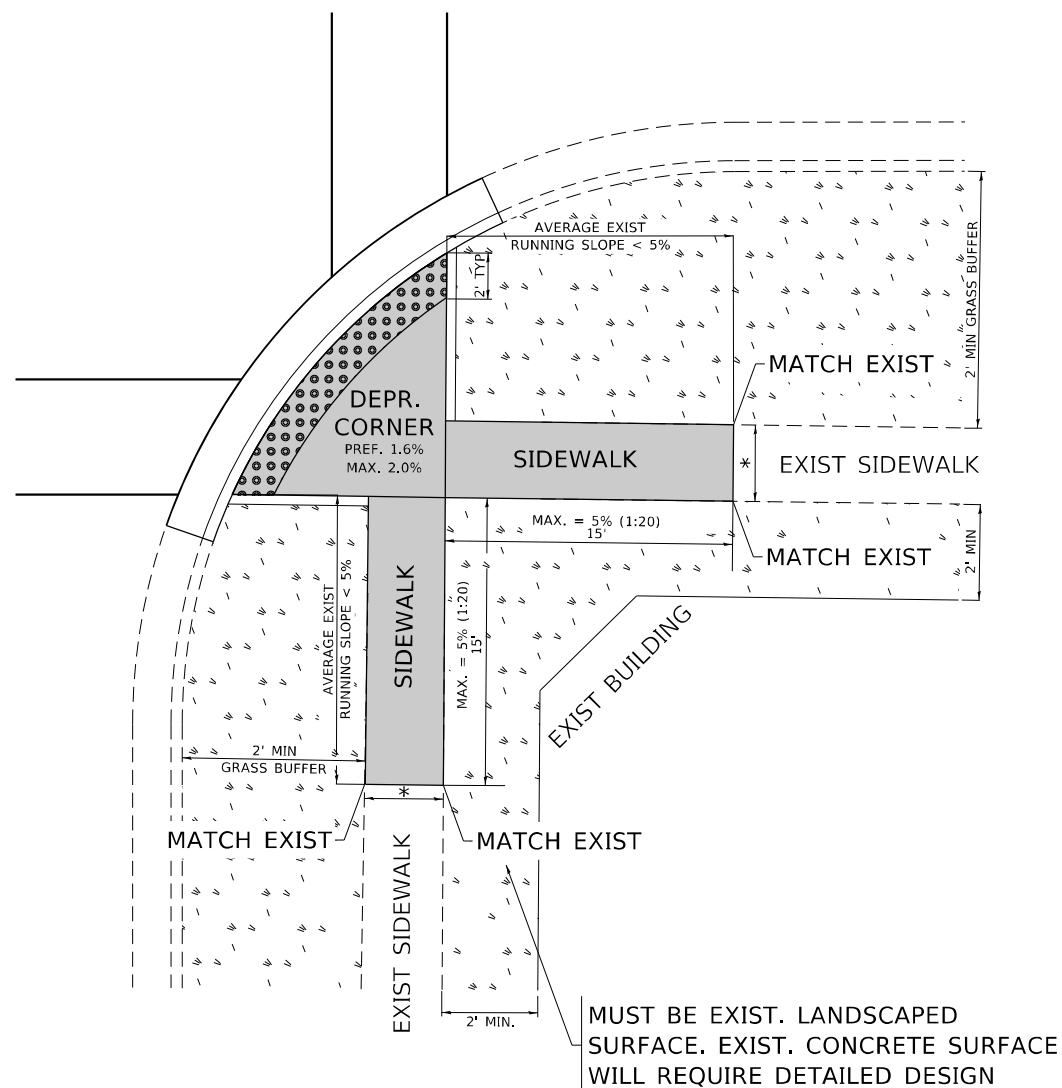 AVERAGE EXIST
RUNNING SLOPE < 5%
2' TYP
2' MIN GRASS BUFFER
MATCH EXIST
DEPR.
CORNER
PREF. 1.6%
MAX. 2.0%
SIDEWALK
*
EXIST SIDEWALK
MAX. = 5% (1:20)
15'
MATCH EXIST
2' MIN
AVERAGE EXIST
RUNNING SLOPE < 5%
SIDEWALK
MAX. = 5% (1:20)
15'
EXIST BUILDING
2' MIN
GRASS BUFFER
*
MATCH EXIST
MATCH EXIST
EXIST SIDEWALK
2' MIN.
MUST BE EXIST. LANDSCAPED
SURFACE. EXIST. CONCRETE SURFACE
WILL REQUIRE DETAILED DESIGN